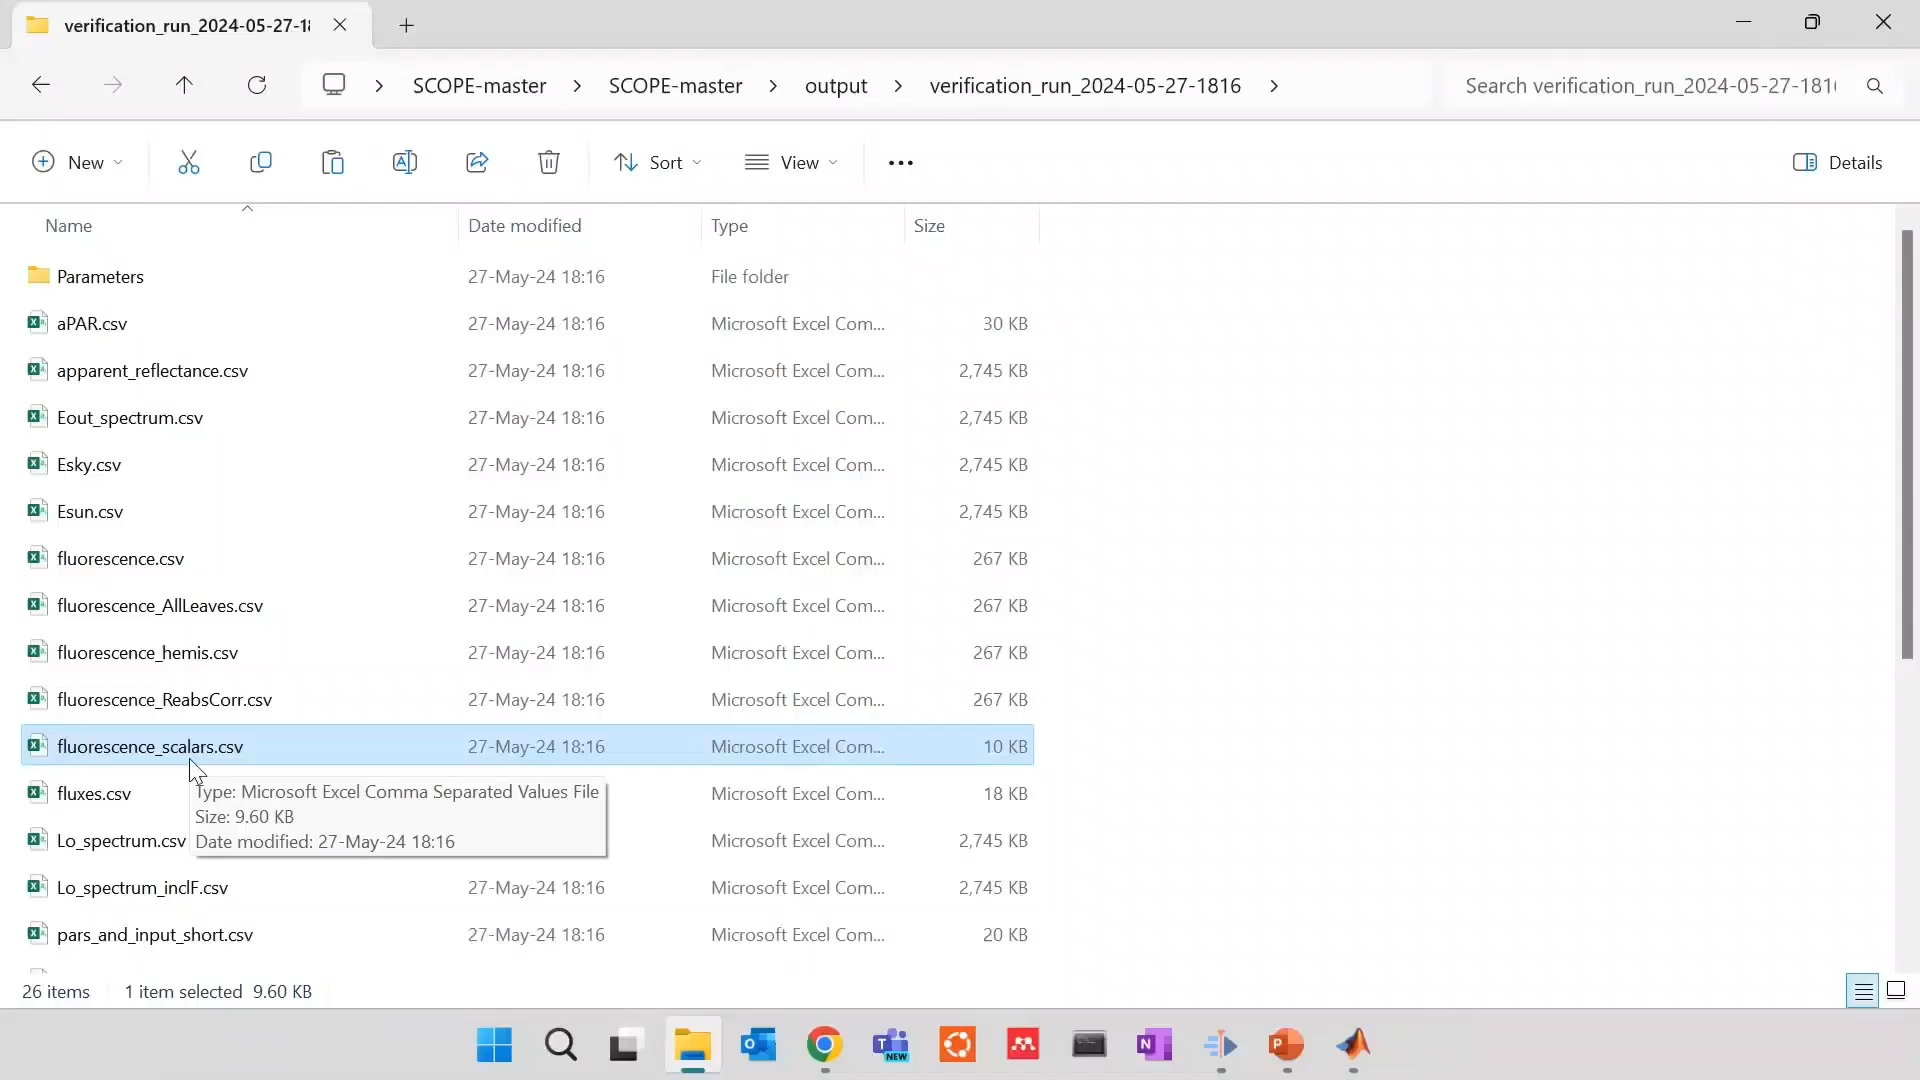 verification_run_2024-05-27-18
SCOPE-master
SCOPE-master
output
verification_run_2024-05-27-1816
Search verification_run_2024-05-27-181
New
Sort
View
Details
Name
Date modified
Type
Size
Parameters 27-May-24 18:16 File folder
aPAR.csv 27-May-24 18:16 Microsoft Excel Com... 30 KB
apparent_reflectance.csv 27-May-24 18:16 Microsoft Excel Com... 2,745 KB
Eout_spectrum.csv 27-May-24 18:16 Microsoft Excel Com... 2,745 KB
Esky.csv 27-May-24 18:16 Microsoft Excel Com... 2,745 KB
Esun.csv 27-May-24 18:16 Microsoft Excel Com... 2,745 KB
fluorescence.csv 27-May-24 18:16 Microsoft Excel Com... 267 KB
fluorescence_AllLeaves.csv 27-May-24 18:16 Microsoft Excel Com... 267 KB
fluorescence_hemis.csv 27-May-24 18:16 Microsoft Excel Com... 267 KB
fluorescence_ReabsCorr.csv 27-May-24 18:16 Microsoft Excel Com... 267 KB
fluorescence_scalars.csv 27-May-24 18:16 Microsoft Excel Com... 10 KB
fluxes.csv Microsoft Excel Com... 18 KB
Type: Microsoft Excel Comma Separated Values File
Size: 9.60 KB
Date modified: 27-May-24 18:16
Lo_spectrum.csv Microsoft Excel Com... 2,745 KB
Lo_spectrum_inclF.csv 27-May-24 18:16 Microsoft Excel Com... 2,745 KB
pars_and_input_short.csv 27-May-24 18:16 Microsoft Excel Com... 20 KB
26 items
1 item selected 9.60 KB
NEW